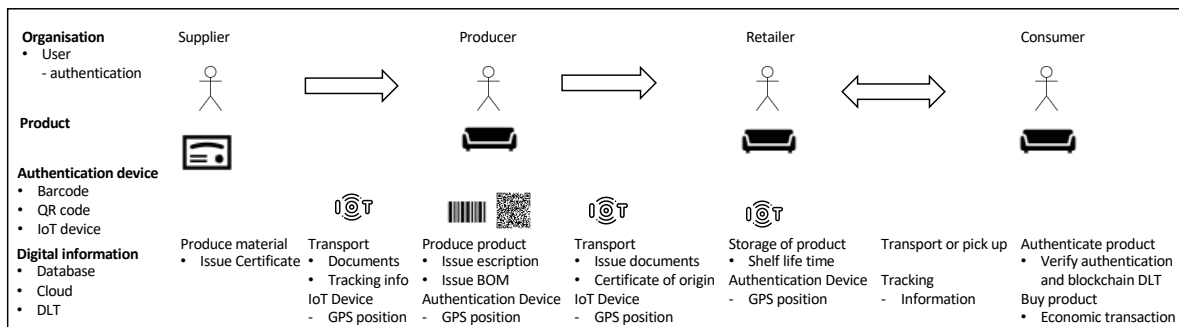 Organisation
• User
- authentication
Supplier
Producer
Retailer
Consumer
Product
Authentication device
• Barcode
• QR code
• IoT device
IOT
IOT
IOT
Digital information
• Database
• Cloud
• DLT
Produce material
• Issue Certificate
Transport
• Documents
• Tracking info
IoT Device
- GPS position
Produce product
• Issue escription
• Issue BOM
Authentication Device
- GPS position
Transport
• Issue documents
• Certificate of origin
IoT Device
- GPS position
Storage of product
• Shelf life time
Authentication Device
- GPS position
Transport or pick up
Tracking
- Information
Authenticate product
• Verify authentication
and blockchain DLT
Buy product
• Economic transaction